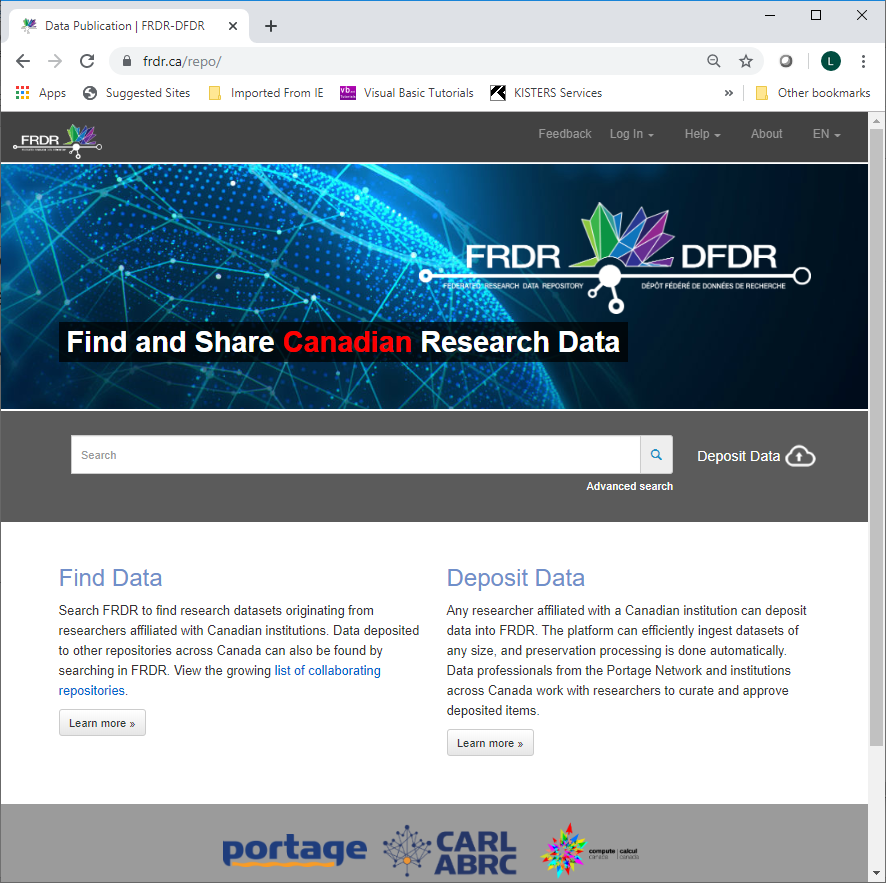 Data Publication | FRDR-DFDR
frdr.ca/repo/
L
Apps
Suggested Sites
Imported From IE
vb...
Visual Basic Tutorials
KISTERS Services
»
Other bookmarks
FRDR
Feedback
Log In
Help
About
EN
FRDR DFDR
FEDERATED RESEARCH DATA REPOSITORY DÉPÔT FÉDÉRÉ DE DONNÉES DE RECHERCHE
Find and Share Canadian Research Data
Search
Deposit Data
Advanced search
Find Data
Search FRDR to find research datasets originating from
researchers affiliated with Canadian institutions. Data deposited
to other repositories across Canada can also be found by
searching in FRDR. View the growing list of collaborating
repositories.
Learn more »
Deposit Data
Any researcher affiliated with a Canadian institution can deposit
data into FRDR. The platform can efficiently ingest datasets of
any size, and preservation processing is done automatically.
Data professionals from the Portage Network and institutions
across Canada work with researchers to curate and approve
deposited items.
Learn more »
portage
CARL
ABRC
compute | calcul
canada | canada